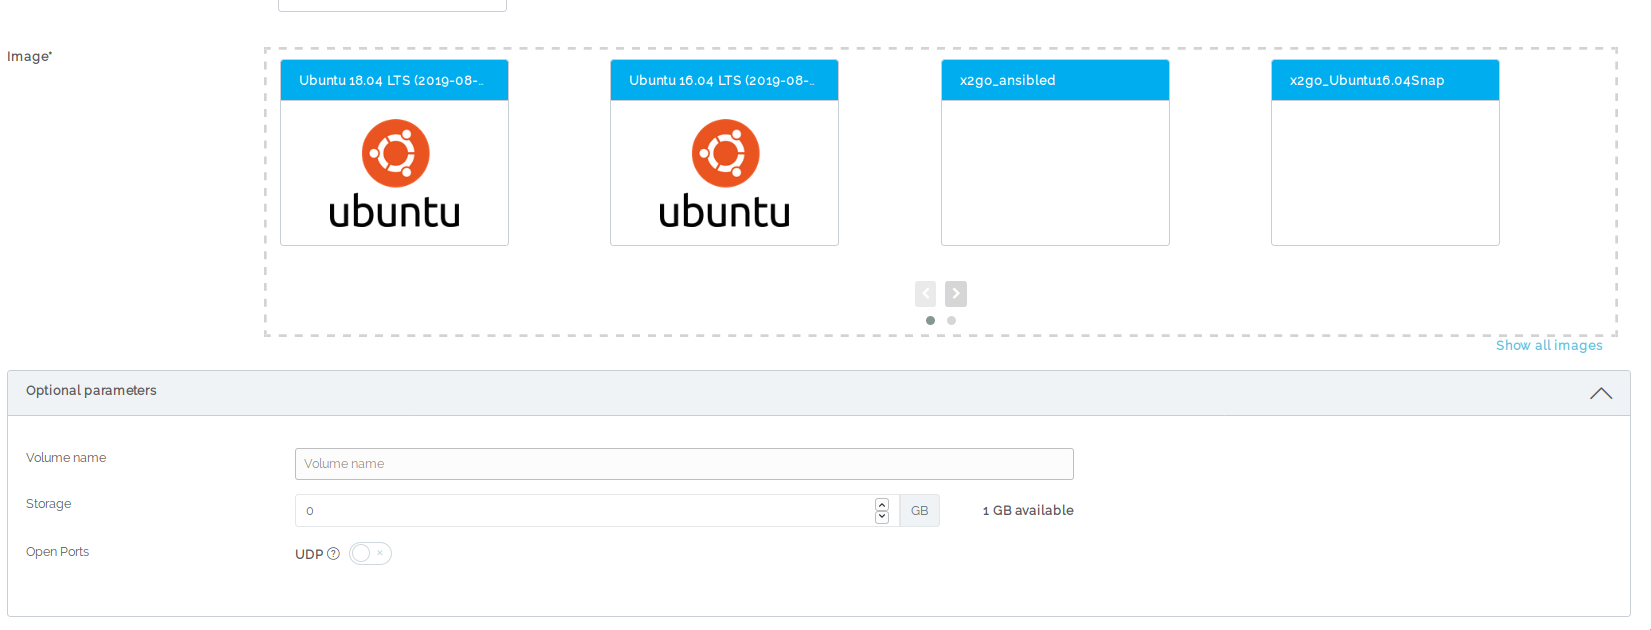 Image*
Ubuntu 18.04 LTS (2019-08-..
Ubuntu 16.04 LTS (2019-08-..
x2go_ansibled
x2go_Ubuntu16.04Snap
ubuntu
ubuntu
Show all images
Optional parameters
Volume name
Volume name
Storage
0
GB
1 GB available
Open Ports
UDP ?